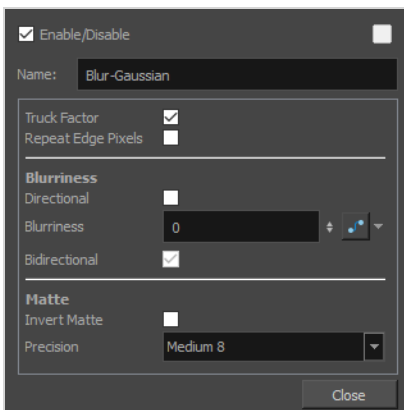 Enable/Disable
Name: Blur-Gaussian
Truck Factor
Repeat Edge Pixels
Blurriness
Directional
Blurriness 0
Bidirectional
Matte
Invert Matte
Precision Medium 8
Close